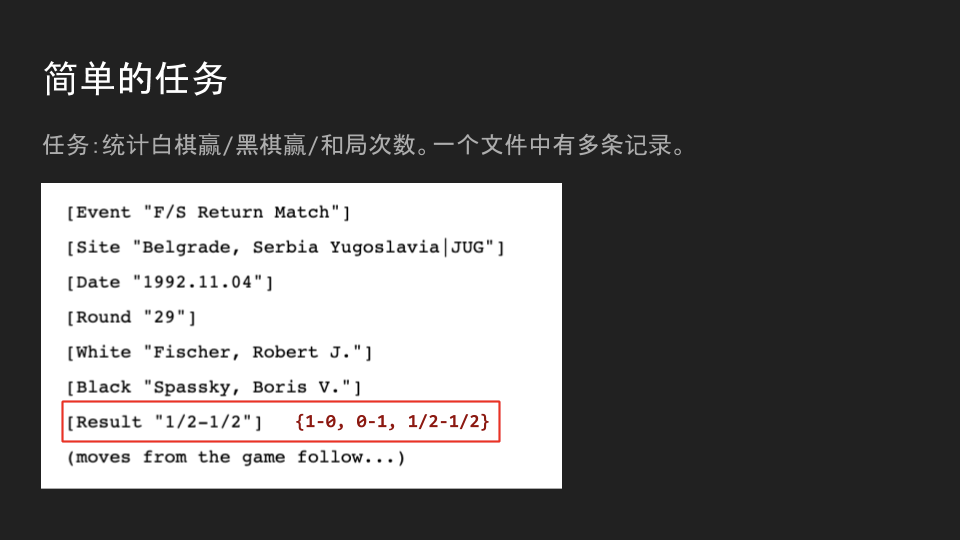 简单的任务
任务:统计白棋赢/黑棋赢/和局次数。一个文件中有多条记录。
[Event "F/S Return Match"]
[Site "Belgrade, Serbia Yugoslavia|JUG"]
[Date "1992.11.04"]
[Round "29"]
[White "Fischer, Robert J."]
[Black "Spassky, Boris V."]
[Result "1/2-1/2"] {1-0, 0-1, 1/2-1/2}
(moves from the game follow...)